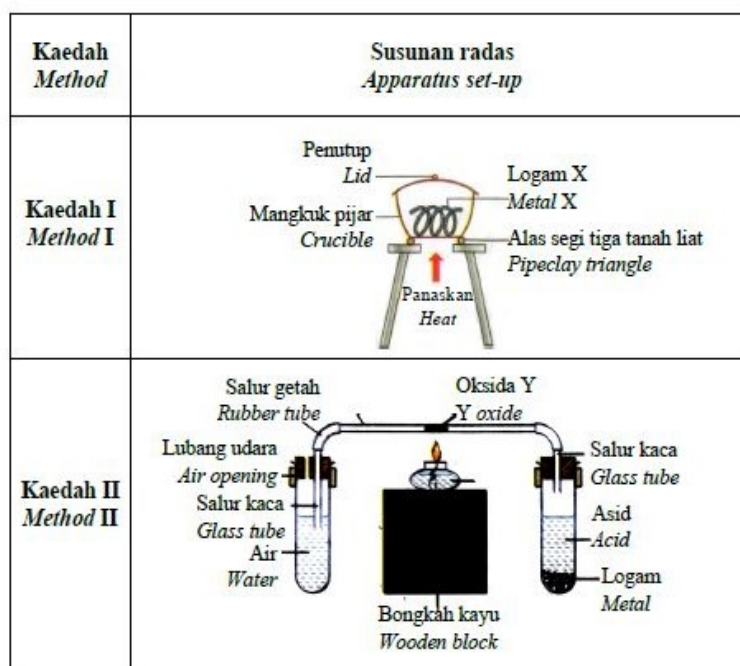 Kaedah
Method
Susunan radas
Apparatus set-up
Kaedah I
Method I
Penutup
Lid
Mangkuk pijar
Crucible
Logam X
Metal X
Alas segi tiga tanah liat
Pipeclay triangle
Panaskan
Heat
Kaedah II
Method II
Salur getah
Rubber tube
Oksida Y
Y oxide
Lubang udara
Air opening
Salur kaca
Glass tube
Air
Water
Salur kaca
Glass tube
Asid
Acid
Logam
Metal
Bongkah kayu
Wooden block